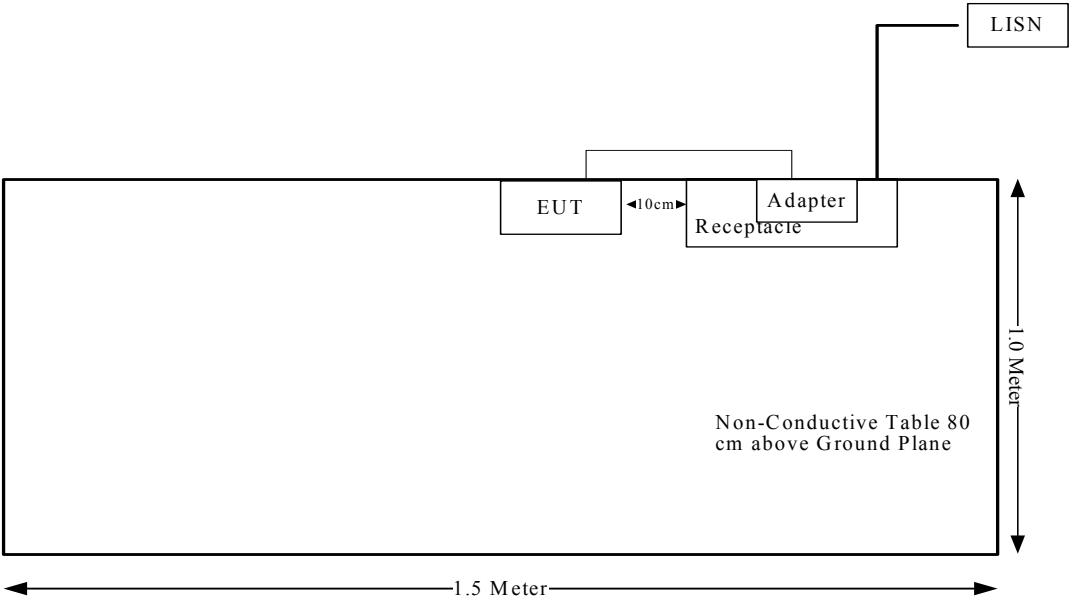 LISN
EUT
10cm
Adapter
Receptacle
1.0 Meter
Non-Conductive Table 80
cm above Ground Plane
1.5 Meter